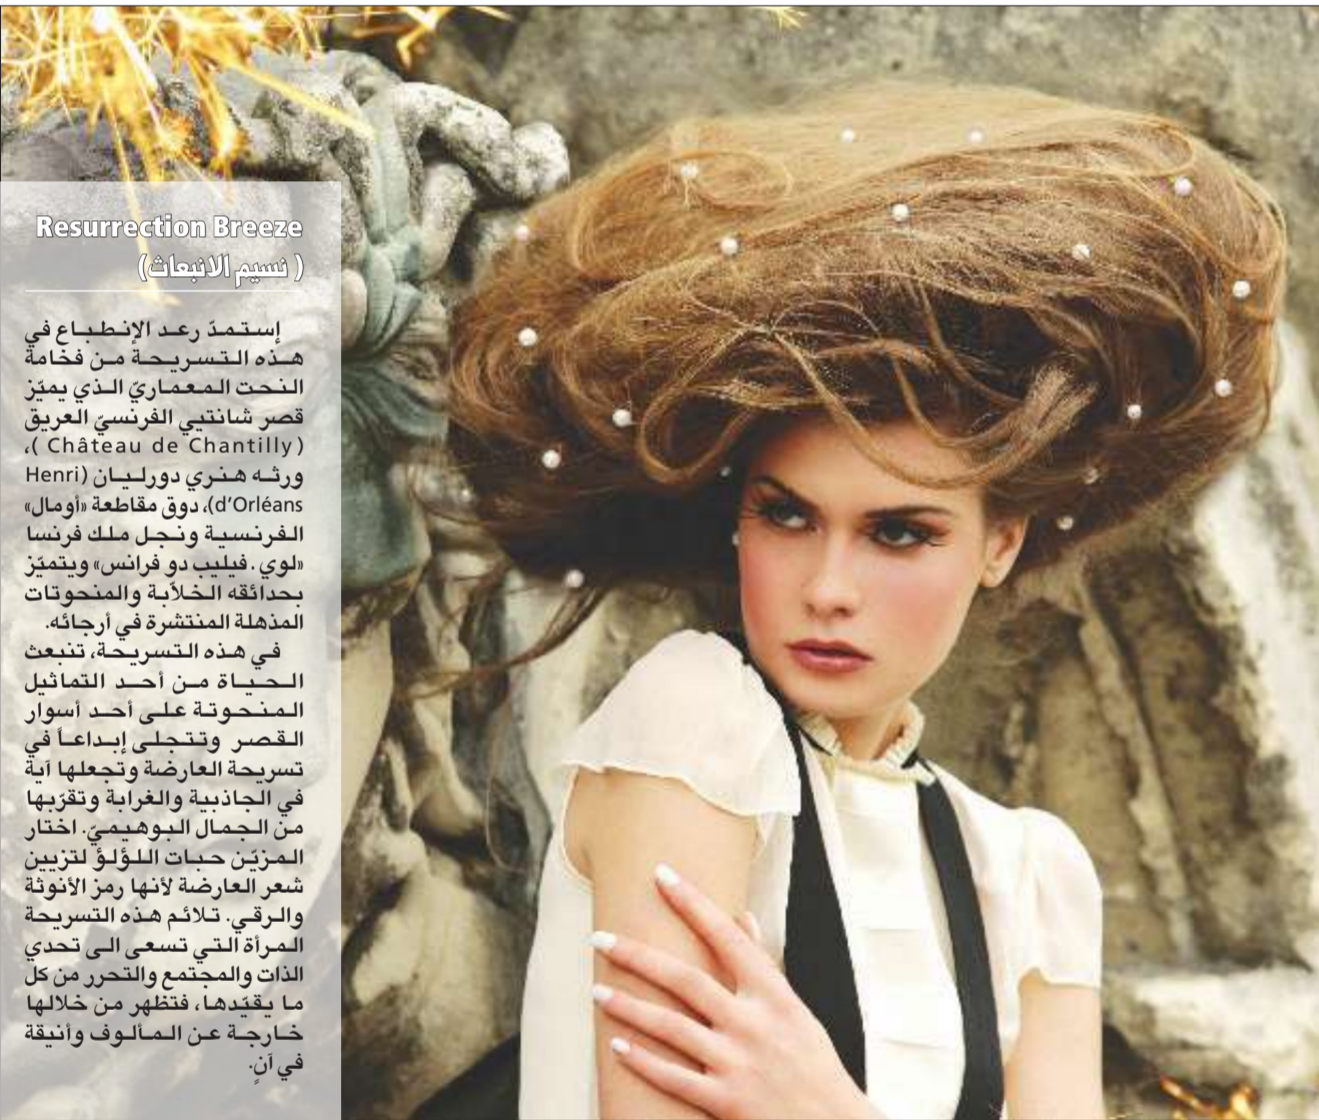 Resurrection Breeze
( نسيم الانبعاث)
إستمدّ رعد الإنطباع في
هذه التسريحة من فخامة
النحت المعماريّ الذي يميّز
قصر شانتيي الفرنسيّ العريق
( Château de Chantilly)،
ورثه هنري دورليان (Henri
d’Orléans)، دوق مقاطعة «أومال»
الفرنسية ونجل ملك فرنسا
«لوي . فيليب دو فرانس» ويتميّز
بحدائقه الخلاّبة والمنحوتات
المذهلة المنتشرة في أرجائه.
في هذه التسريحة، تنبعث
الحياة من أحد التماثيل
المنحوتة على أحد أسوار
القصر وتتجلى إبداعاً في
تسريحة العارضة وتجعلها آية
في الجاذبية والغرابة وتقرّبها
من الجمال البوهيميّ. اختار
المزيّن حبات اللؤلؤ لتزيين
شعر العارضة لأنها رمز الأنوثة
والرقي. تلائم هذه التسريحة
المرأة التي تسعى الى تحدي
الذات والمجتمع والتحرر من كل
ما يقيّدها، فتظهر من خلالها
خارجة عن المألوف وأنيقة
في آنٍ.